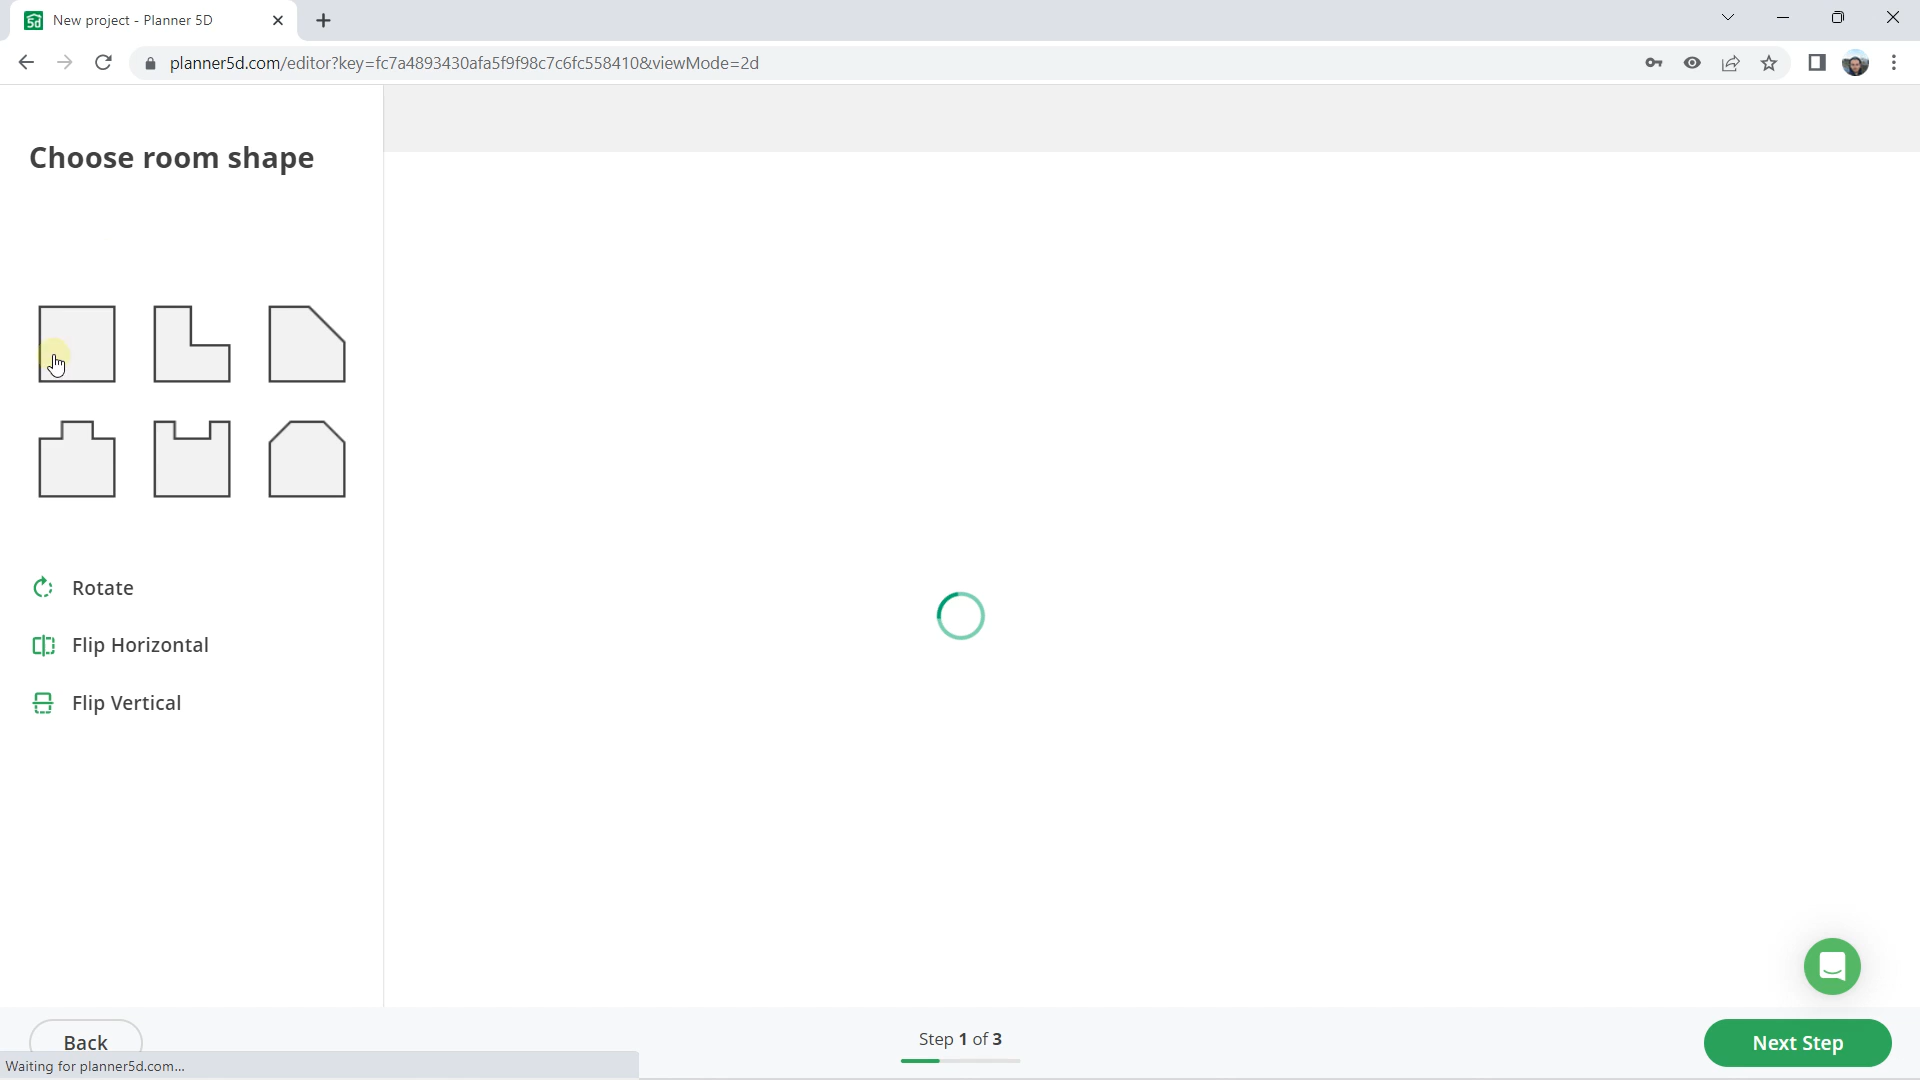 New project - Planner 5D
planner5d.com/editor?key=fc7a4893430afa5f9f98c7c6fc558410&viewMode=2d
Choose room shape
Rotate
Flip Horizontal
Flip Vertical
Back
Step 1 of 3
Next Step
Waiting for planner5d.com...